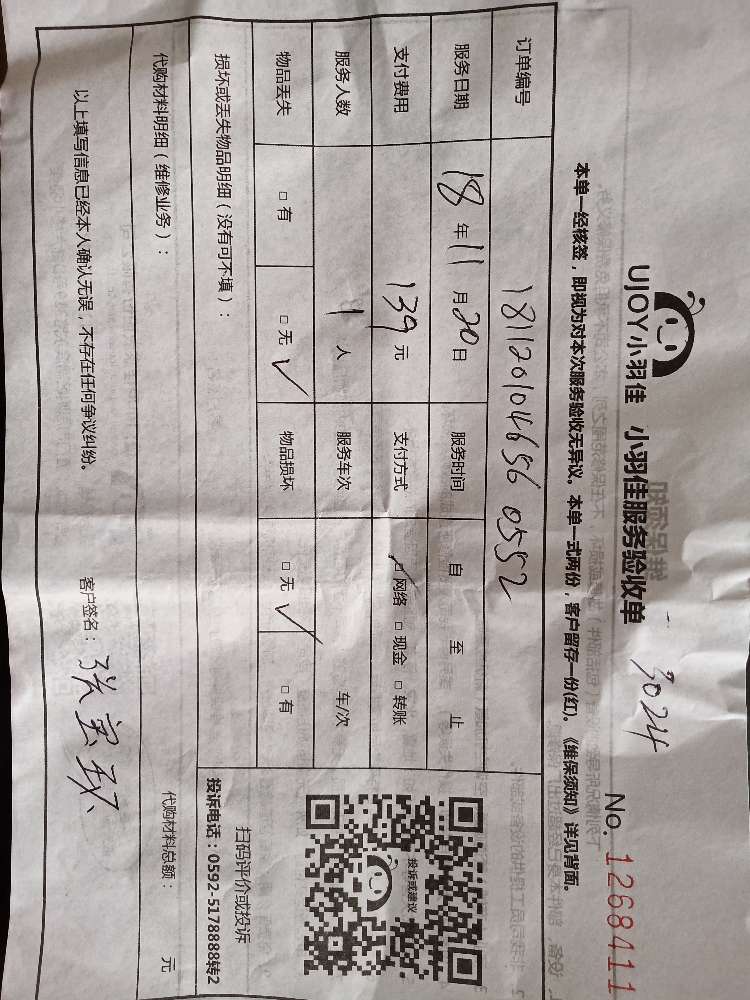 UJOY小羽佳 小羽佳服务验收单 3024 No. 1268411
本单一经核签，即视为对本次服务验收无异议。本单一式两份，客户留存一份(红)。《维保须知》详见背面。
订单编号 181120104656 0552
服务日期 18 年 11 月 20 日 服务时间 自 至 止
支付费用 139 元 支付方式 □ 网络 □ 现金 □ 转账
服务人数 1 人 服务车次 车/次
物品丢失 □ 有 □ 无 ✓ 物品损坏 □ 无 ✓ □ 有
投诉或建议
UJOY
扫码评价或投诉
投诉电话：0592-5178888转2
损坏或丢失物品明细（没有可不填）：
代购材料明细（维修业务）： 代购材料总额： 元
以上填写信息已经本人确认无误，不存在任何争议纠纷。 客户签名：张宝